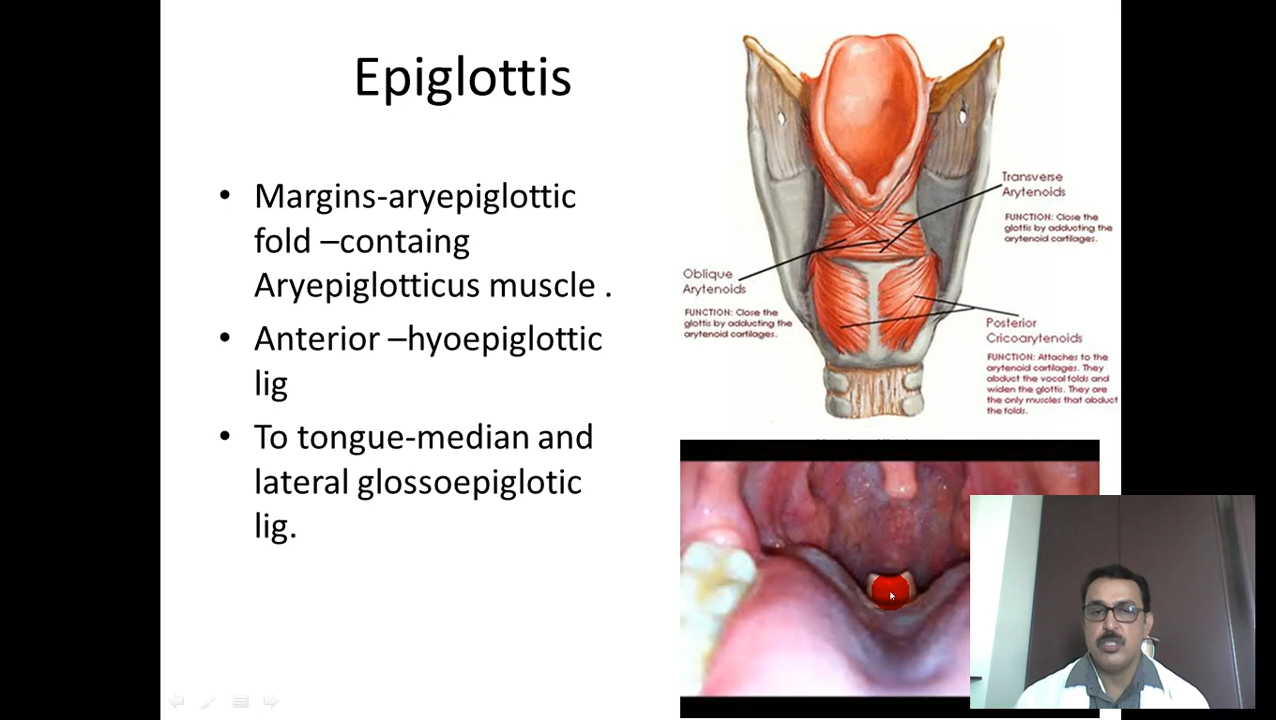 Epiglottis
• Margins-aryepiglottic
fold –containg
Aryepiglotticus muscle .
• Anterior –hyoepiglottic
lig
• To tongue-median and
lateral glossoepiglotic
lig.
Transverse
Arytenoids
FUNCTION: Close the
glottis by adducting the
arytenoid cartilages.
Oblique
Arytenoids
FUNCTION: Close the
glottis by adducting the
arytenoid cartilages.
Posterior
Cricoarytenoids
FUNCTION: Attaches to the
arytenoid cartilages. They
abduct the vocal folds and
widen the glottis. They are
the only muscles that abduct
the folds.